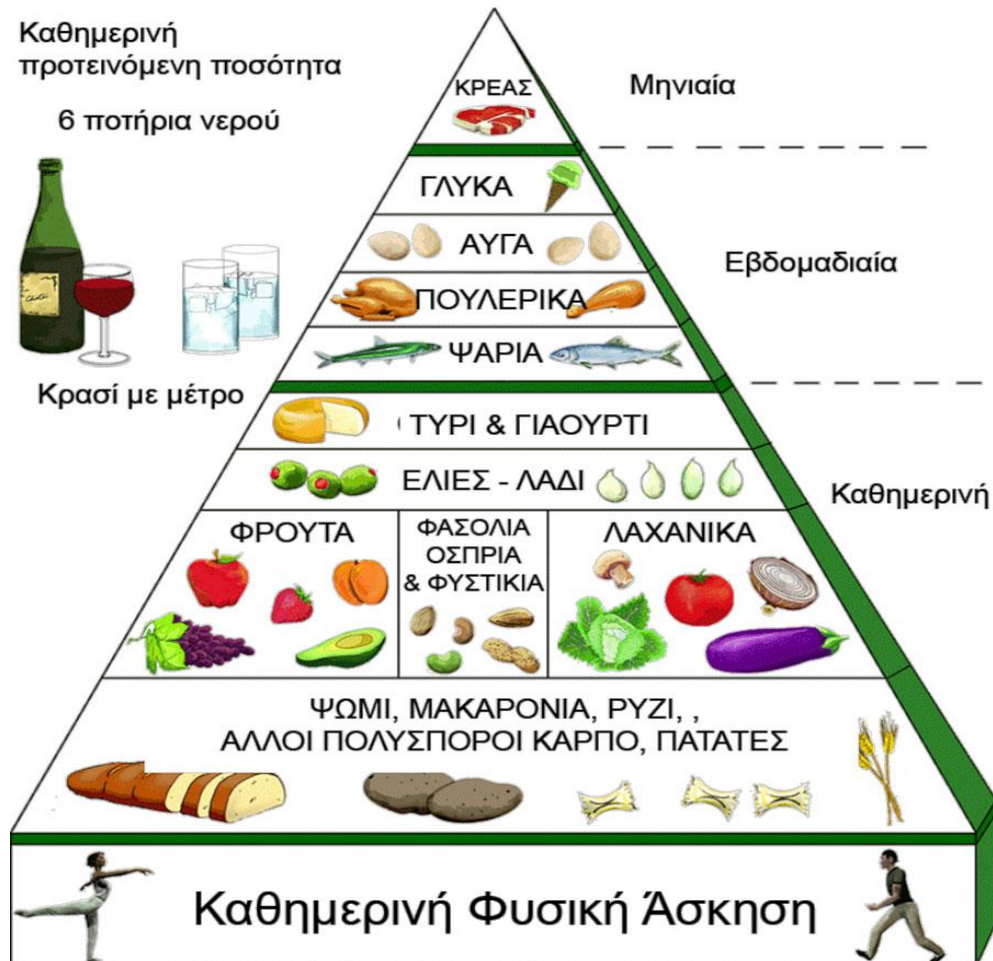 Καθημερινή
προτεινόμενη ποσότητα
6 ποτήρια νερού
Κρασί με μέτρο
ΚΡΕΑΣ
Μηνιαία
ΓΛΥΚΑ
ΑΥΓΑ
Εβδομαδιαία
ΠΟΥΛΕΡΙΚΑ
ΨΑΡΙΑ
ΤΥΡΙ & ΓΙΑΟΥΡΤΙ
ΕΛΙΕΣ - ΛΑΔΙ
Καθημερινή
ΦΡΟΥΤΑ
ΦΑΣΟΛΙΑ
ΟΣΠΡΙΑ
& ΦΥΣΤΙΚΙΑ
ΛΑΧΑΝΙΚΑ
ΨΩΜΙ, ΜΑΚΑΡΟΝΙΑ, ΡΥΖΙ, ,
ΑΛΛΟΙ ΠΟΛΥΣΠΟΡΟΙ ΚΑΡΠΟ, ΠΑΤΑΤΕΣ
Καθημερινή Φυσική Άσκηση